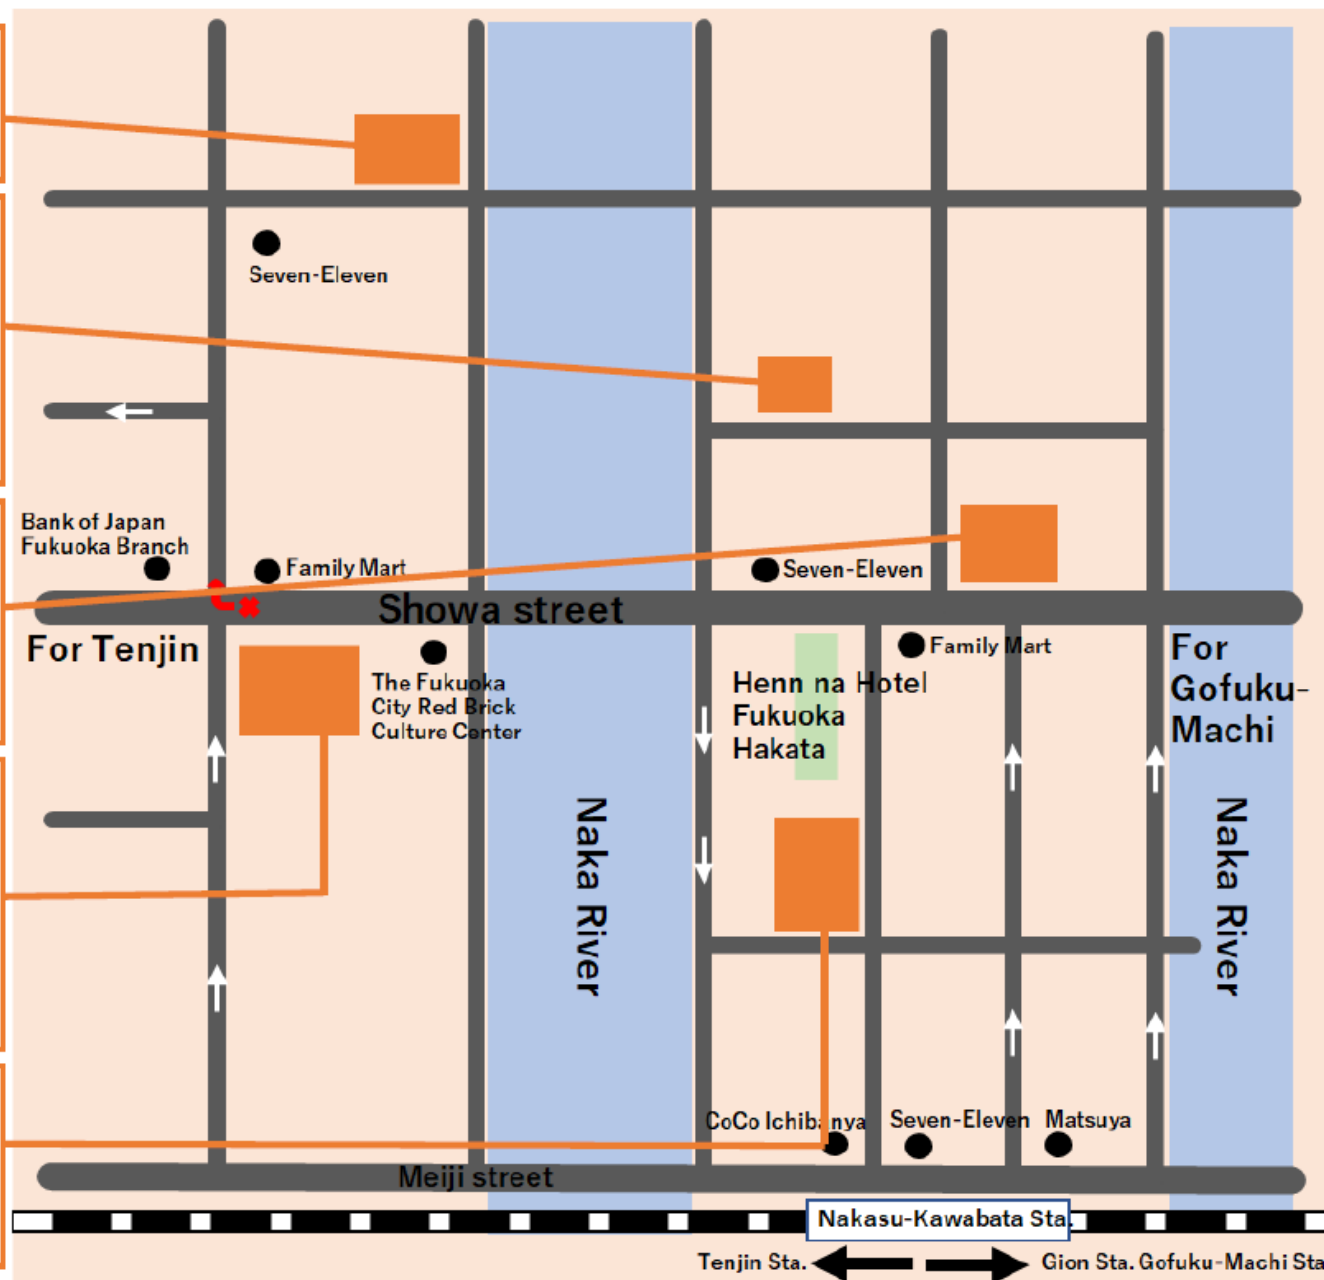 Seven-Eleven
Bank of Japan
Fukuoka Branch
Family Mart
Seven-Eleven
Showa street
For Tenjin
The Fukuoka
City Red Brick
Culture Center
Family Mart
Henn na Hotel
Fukuoka
Hakata
For
Gofuku-
Machi
Naka River
Naka River
CoCo Ichibanya
Seven-Eleven
Matsuya
Meiji street
Nakasu-Kawabata Sta.
Tenjin Sta.
Gion Sta. Gofuku-Machi Sta